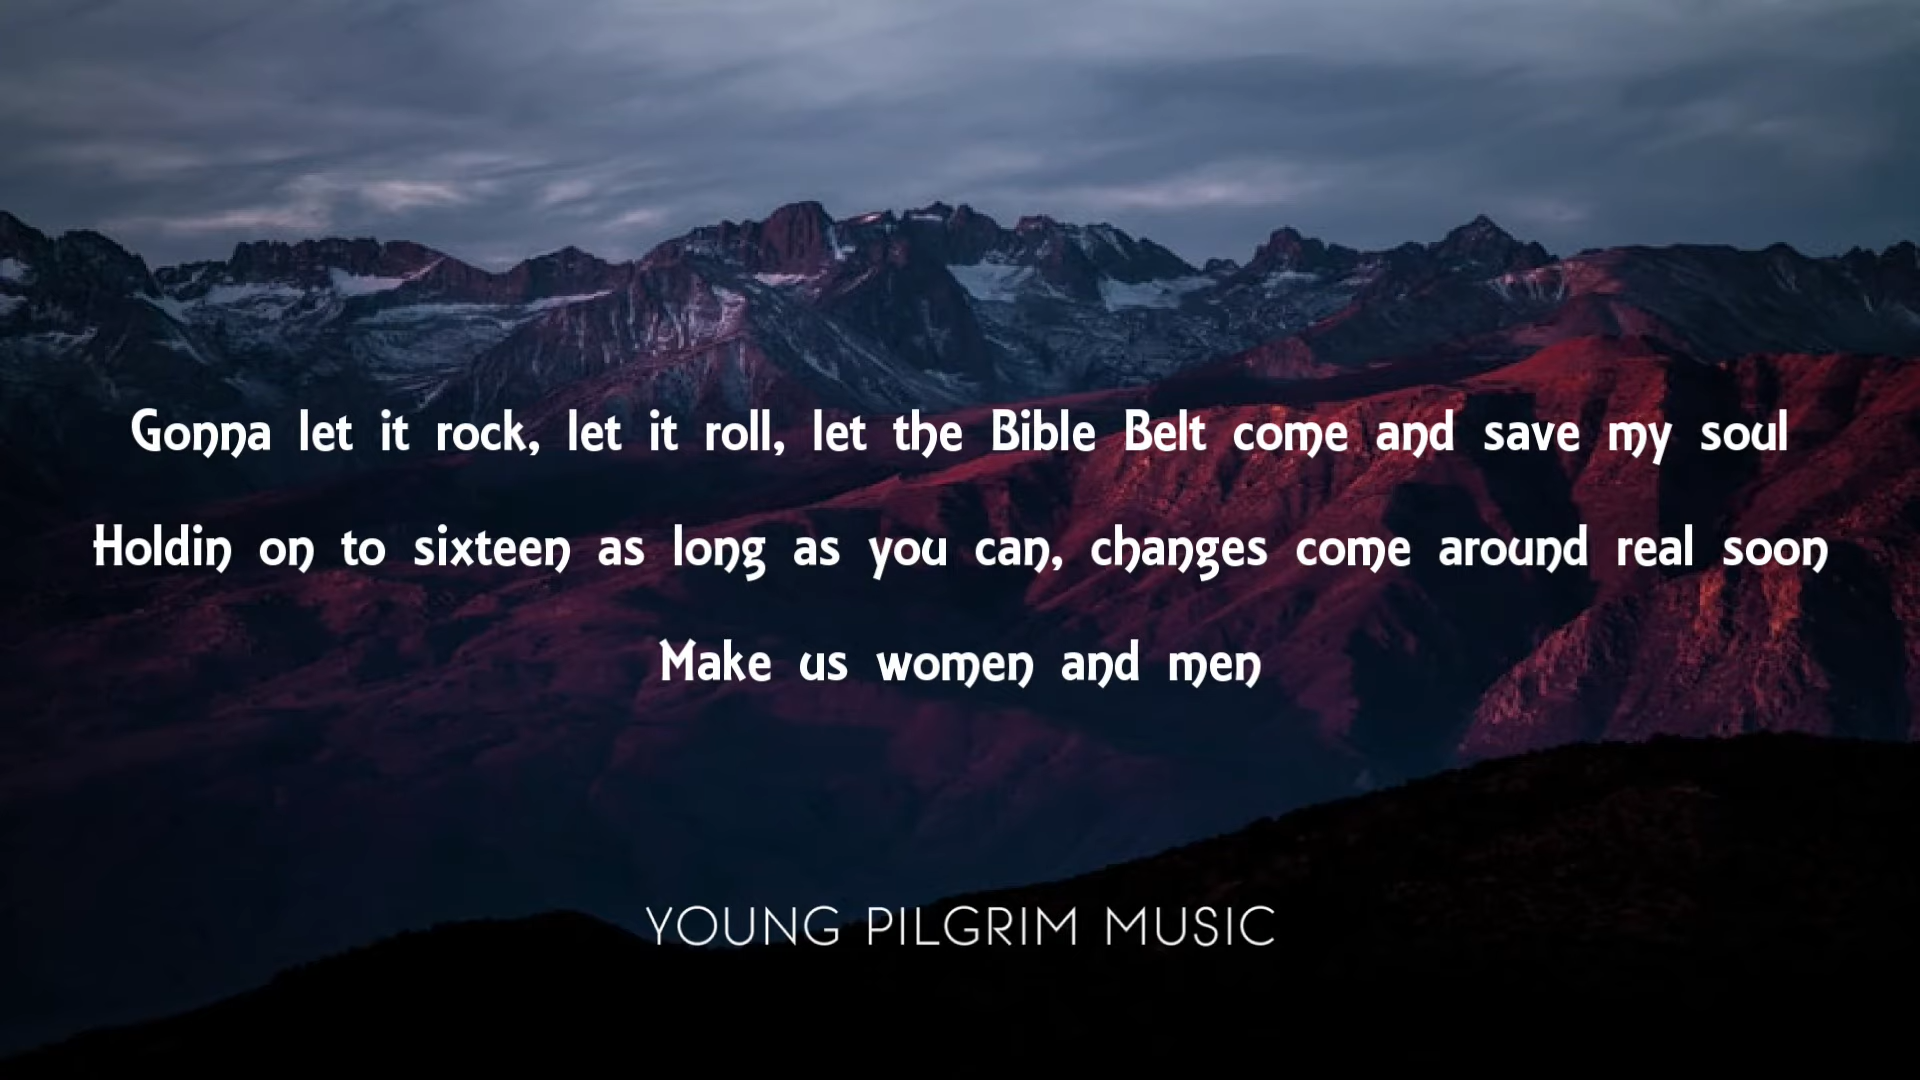 Gonna let it rock, let it roll, let the Bible Belt come and save my soul
Holdin on to sixteen as long as you can, changes come around real soon
Make us women and men
YOUNG PILGRIM MUSIC